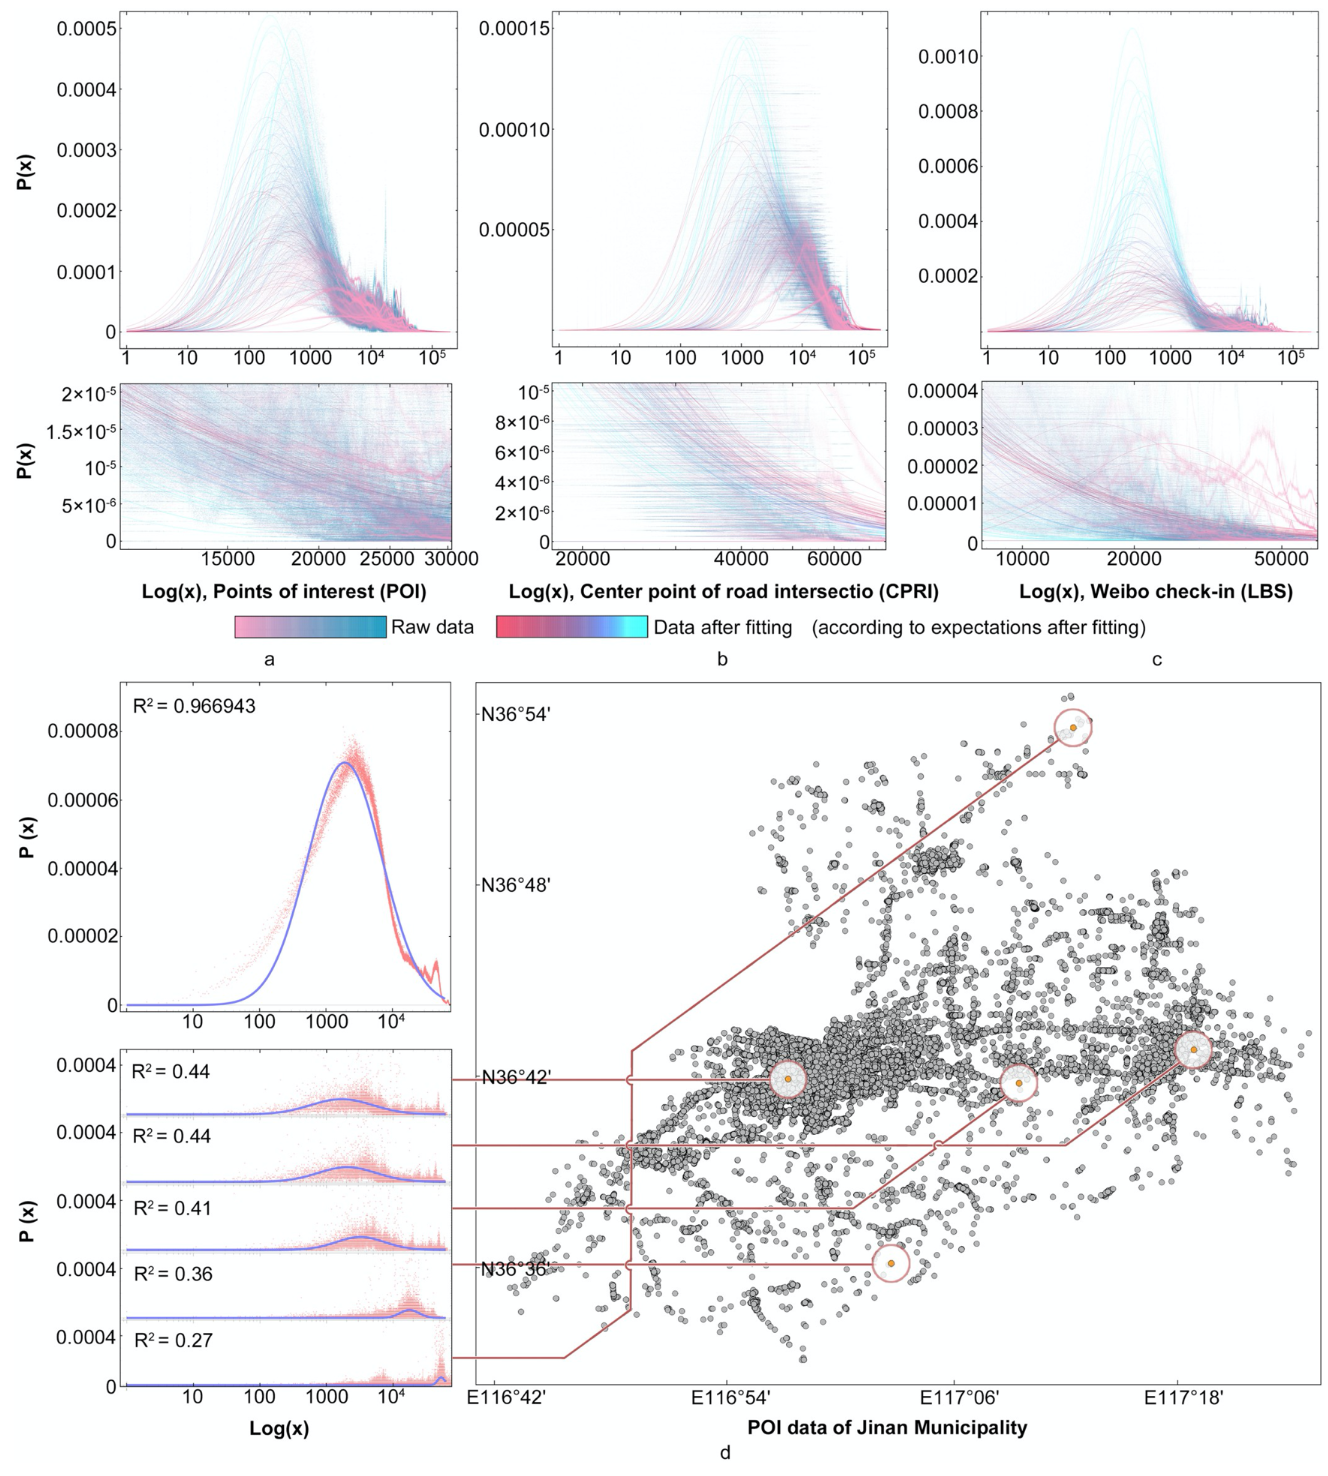 0.0005
0.0004
0.0003
0.0002
0.0001
0
P(x)
1 10 100 1000 10⁴ 10⁵
0.00015
0.00010
0.00005
0
1 10 100 1000 10⁴ 10⁵
0.0010
0.0008
0.0006
0.0004
0.0002
0
1 10 100 1000 10⁴ 10⁵
2×10⁻⁵
1.5×10⁻⁵
10⁻⁵
5×10⁻⁶
0
P(x)
15000 20000 25000 30000
10⁻⁵
8×10⁻⁶
6×10⁻⁶
4×10⁻⁶
2×10⁻⁶
0
20000 40000 60000
0.00004
0.00003
0.00002
0.00001
0
10000 20000 50000
Log(x), Points of interest (POI)
Log(x), Center point of road intersectio (CPRI)
Log(x), Weibo check-in (LBS)
Raw data
Data after fitting (according to expectations after fitting)
a
b
c
R² = 0.966943
0.00008
0.00006
0.00004
0.00002
0
P (x)
10 100 1000 10⁴
0.0004
R² = 0.44
0.0004
R² = 0.44
0.0004
R² = 0.41
0.0004
R² = 0.36
0.0004
R² = 0.27
0
P (x)
10 100 1000 10⁴
Log(x)
N36°54'
N36°48'
N36°42'
N36°36'
E116°42' E116°54' E117°06' E117°18'
POI data of Jinan Municipality
d